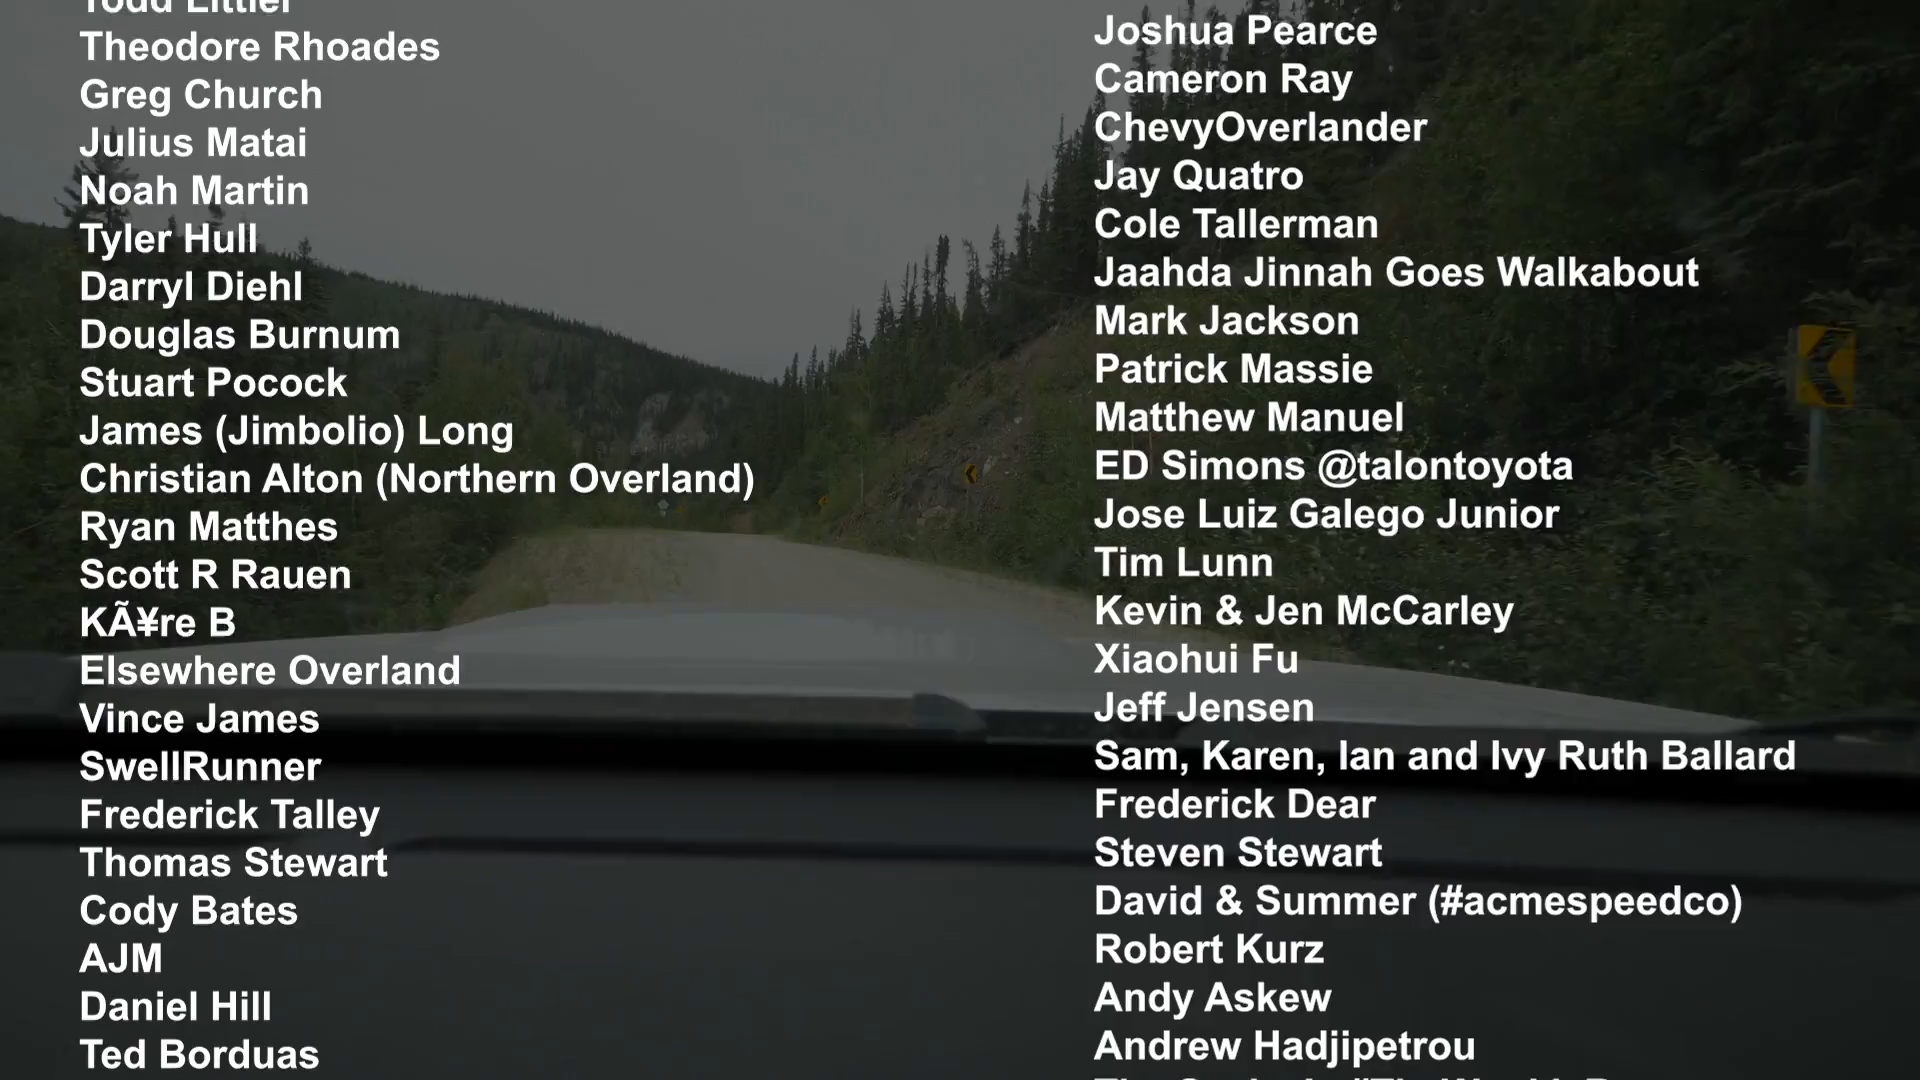 Theodore Rhoades
Greg Church
Julius Matai
Noah Martin
Tyler Hull
Darryl Diehl
Douglas Burnum
Stuart Pocock
James (Jimbolio) Long
Christian Alton (Northern Overland)
Ryan Matthes
Scott R Rauen
KÃ¥re B
Elsewhere Overland
Vince James
SwellRunner
Frederick Talley
Thomas Stewart
Cody Bates
AJM
Daniel Hill
Ted Borduas
Joshua Pearce
Cameron Ray
ChevyOverlander
Jay Quatro
Cole Tallerman
Jaahda Jinnah Goes Walkabout
Mark Jackson
Patrick Massie
Matthew Manuel
ED Simons @talontoyota
Jose Luiz Galego Junior
Tim Lunn
Kevin & Jen McCarley
Xiaohui Fu
Jeff Jensen
Sam, Karen, Ian and Ivy Ruth Ballard
Frederick Dear
Steven Stewart
David & Summer (#acmespeedco)
Robert Kurz
Andy Askew
Andrew Hadjipetrou